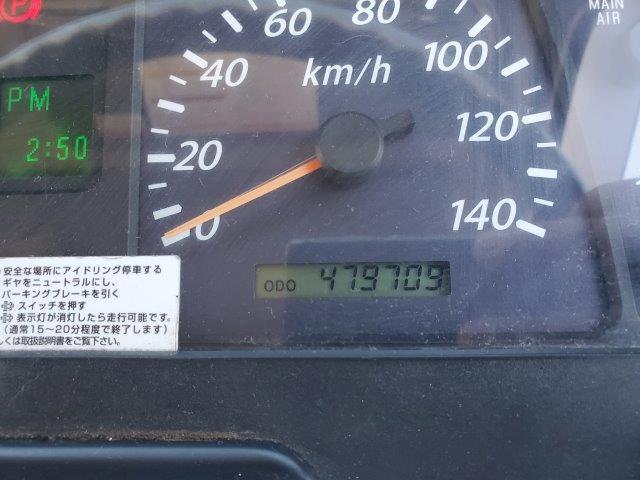 P
MAIN
AIR
60
80
40
100
km/h
PM
2:50
20
120
0
140
安全な場所にアイドリング停車する
ギヤをニュートラルにし、
パーキングブレーキを引く
スイッチを押す
表示灯が消灯したら走行可能です。
(通常15〜20分程度で終了します)
くは取扱説明書をご覧下さい。
ODO 479709